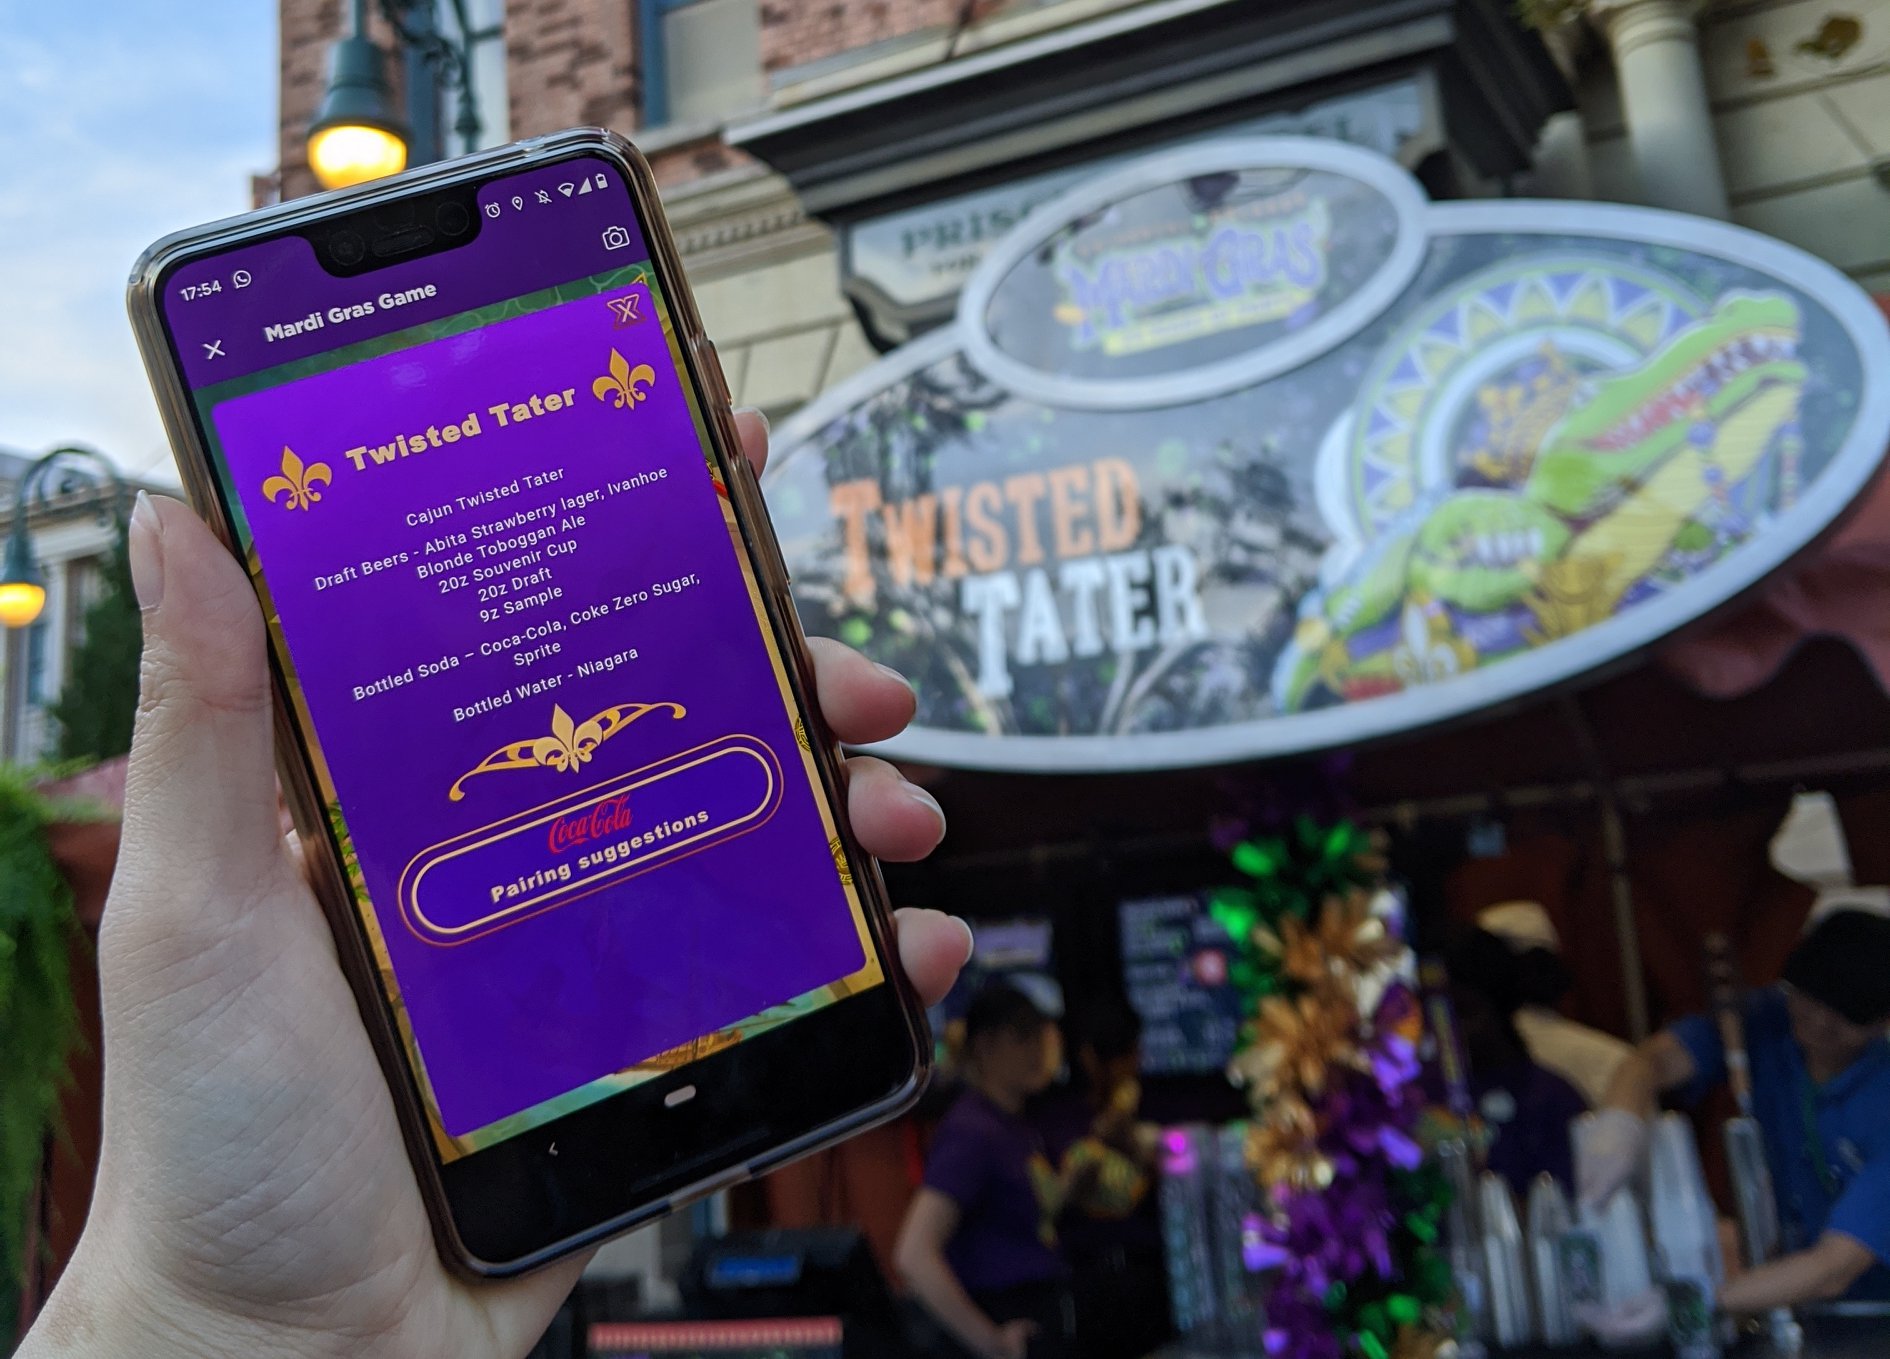 17:54
Mardi Gras Game
Twisted Tater
Cajun Twisted Tater
Draft Beers - Abita Strawberry lager, Ivanhoe
Blonde Toboggan Ale
20z Souvenir Cup
20z Draft
9z Sample
Bottled Soda – Coca-Cola, Coke Zero Sugar,
Sprite
Bottled Water - Niagara
Coca-Cola
Pairing suggestions
MARDI GRAS
TWISTED
TATER